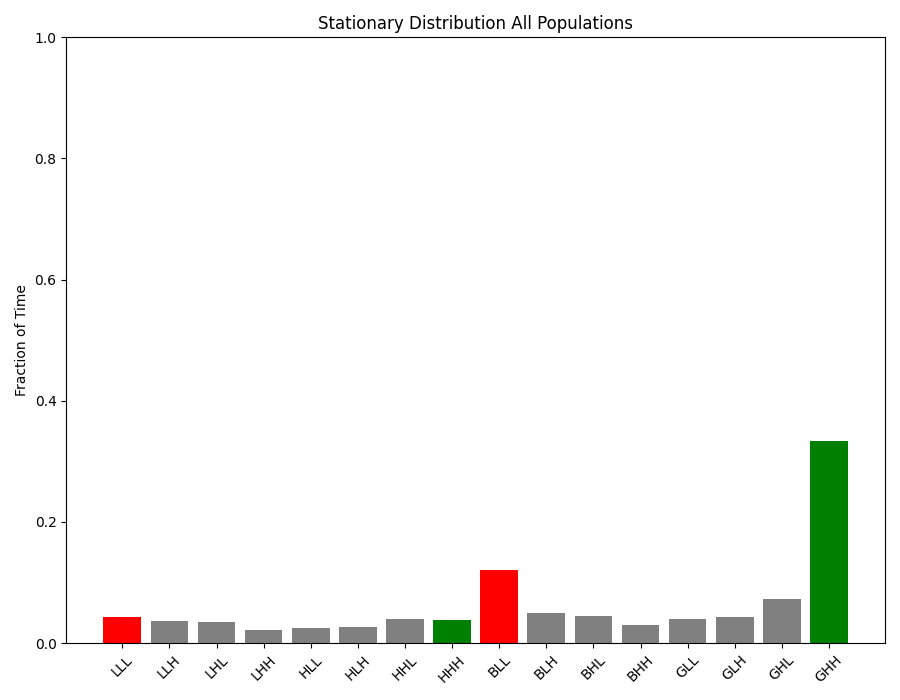 Stationary Distribution All Populations
Fraction of Time
1.0
0.8
0.6
0.4
0.2
0.0
LLL LLH LHL LHH HLL HLH HHL HHH BLL BLH BHL BHH GLL GLH GHL GHH